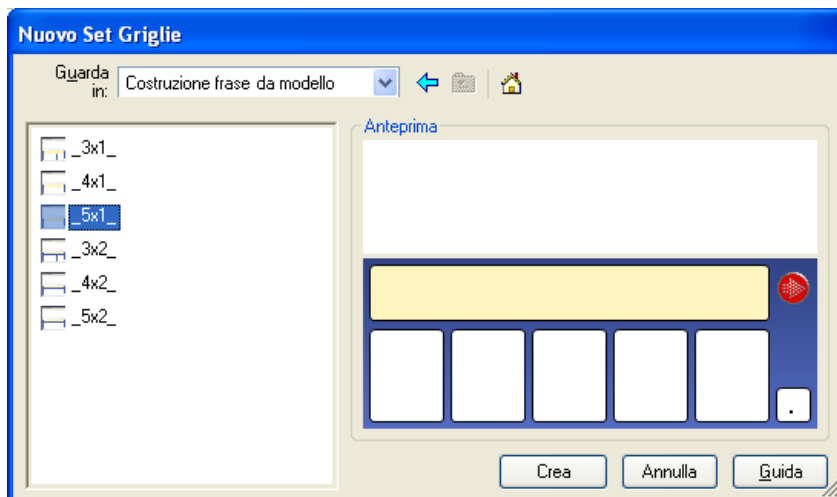 Nuovo Set Griglie
Guarda in:
Costruzione frase da modello
_3x1_
_4x1_
_5x1_
_3x2_
_4x2_
_5x2_
Anteprima
.
Crea
Annulla
Guida